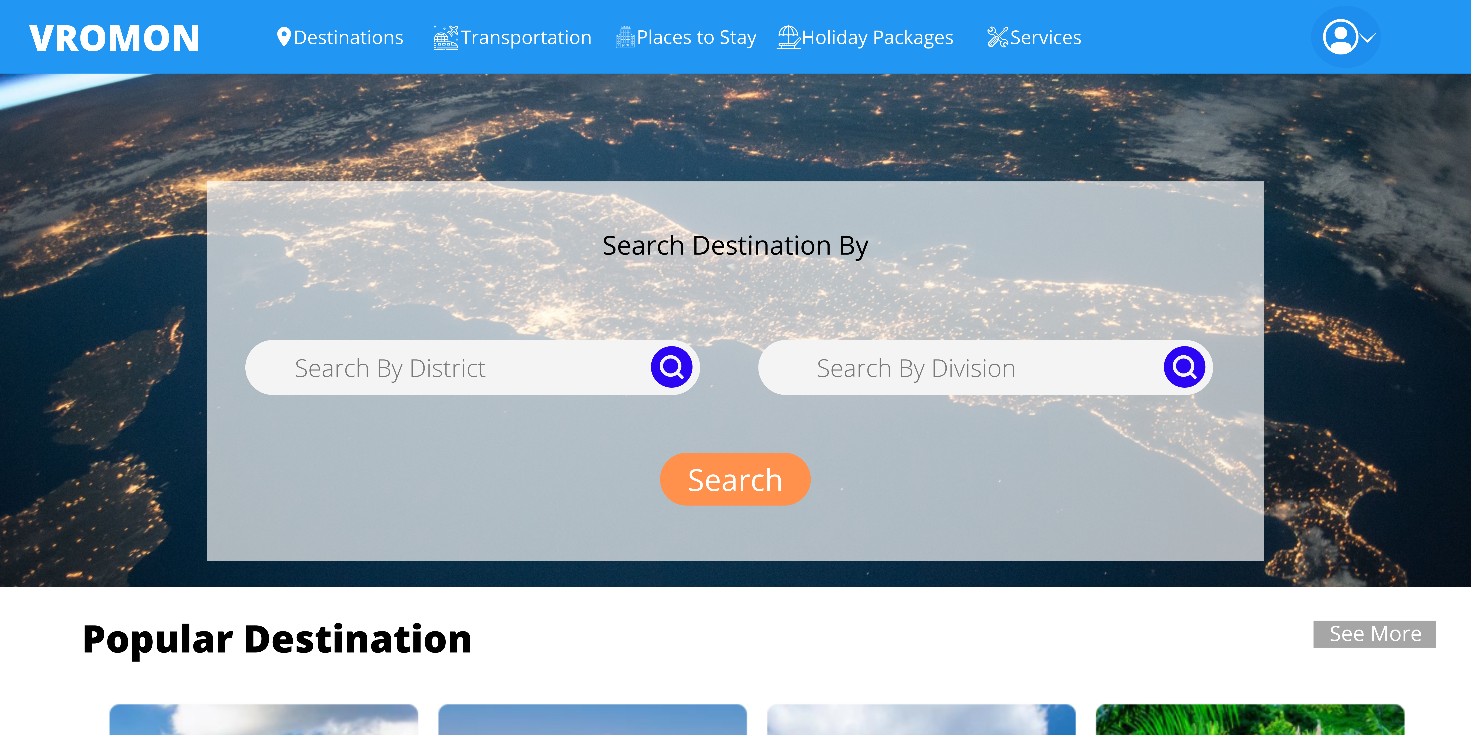 VROMON
Destinations
Transportation
Places to Stay
Holiday Packages
Services
Search Destination By
Search By District
Search By Division
Search
Popular Destination
See More